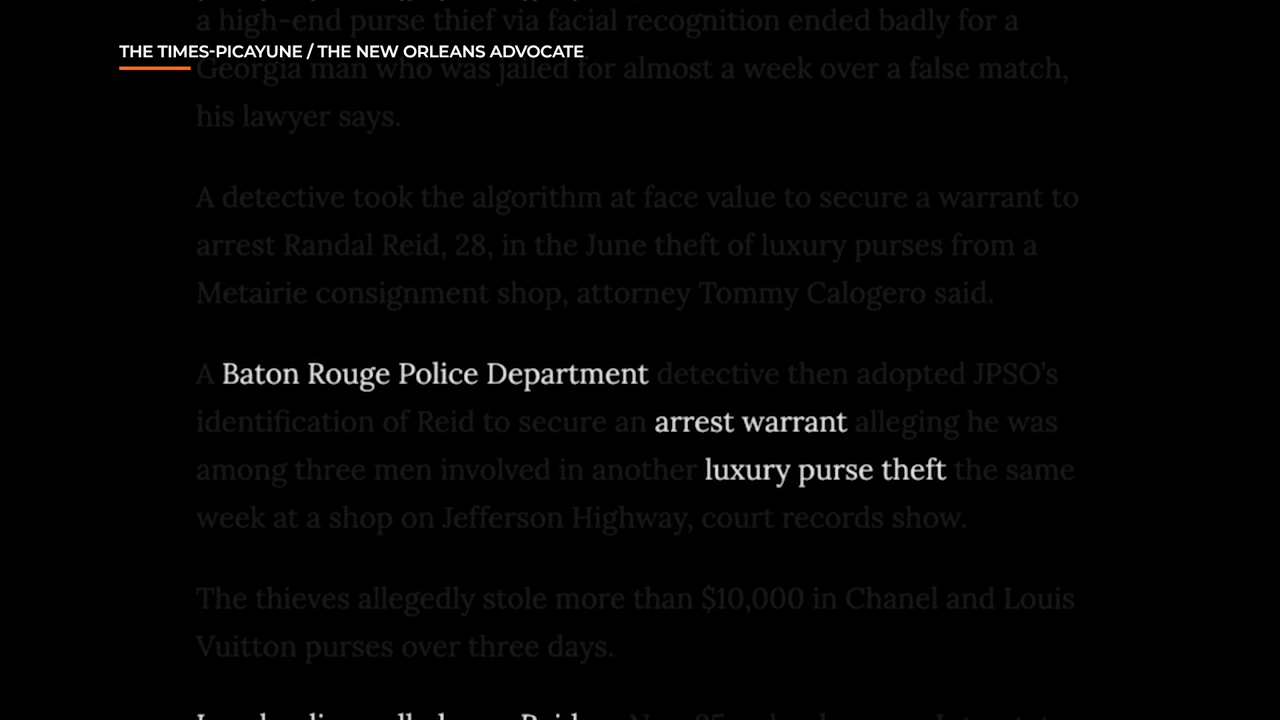 a high-end purse thief via facial recognition ended badly for a
THE TIMES-PICAYUNE / THE NEW ORLEANS ADVOCATE
Georgia man who was jailed for almost a week over a false match,
his lawyer says.
A detective took the algorithm at face value to secure a warrant to
arrest Randal Reid, 28, in the June theft of luxury purses from a
Metairie consignment shop, attorney Tommy Calogero said.
A Baton Rouge Police Department detective then adopted JPSO’s
identification of Reid to secure an arrest warrant alleging he was
among three men involved in another luxury purse theft the same
week at a shop on Jefferson Highway, court records show.
The thieves allegedly stole more than $10,000 in Chanel and Louis
Vuitton purses over three days.